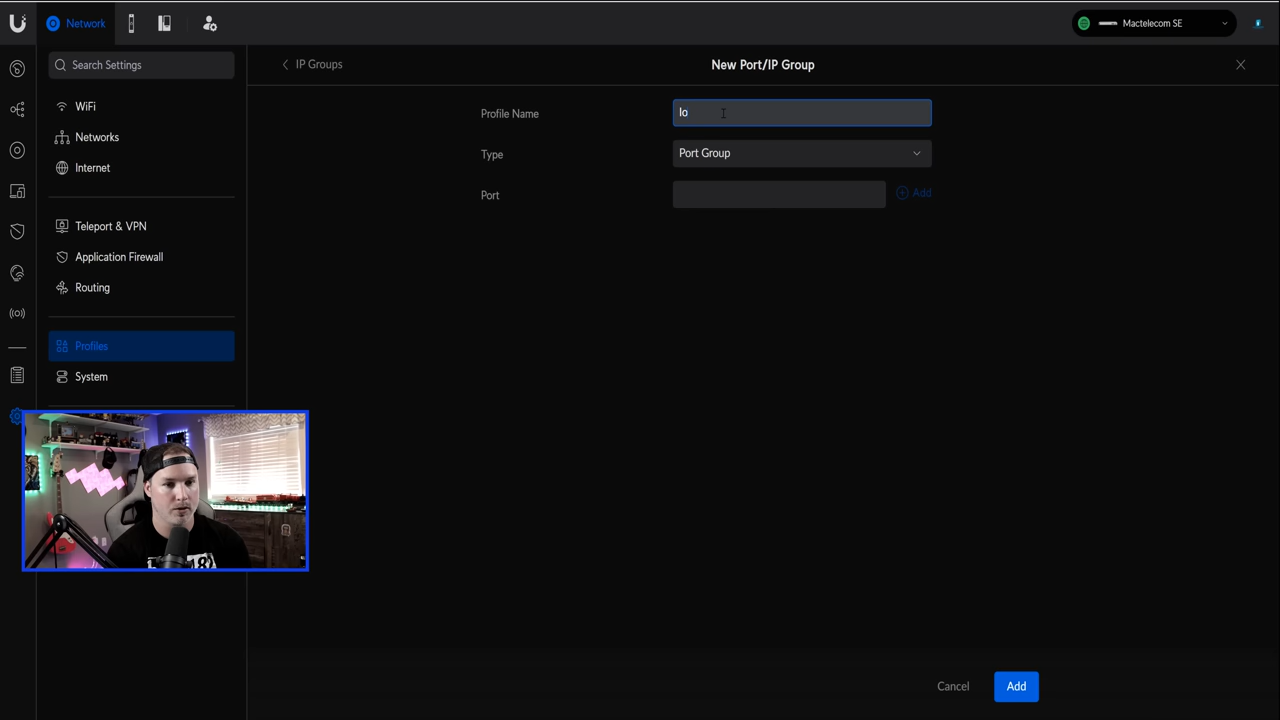 Network
Mactelecom SE
Search Settings
IP Groups
New Port/IP Group
WiFi
Networks
Internet
Teleport & VPN
Application Firewall
Routing
Profiles
System
Profile Name
lo
Type
Port Group
Port
Add
Cancel
Add